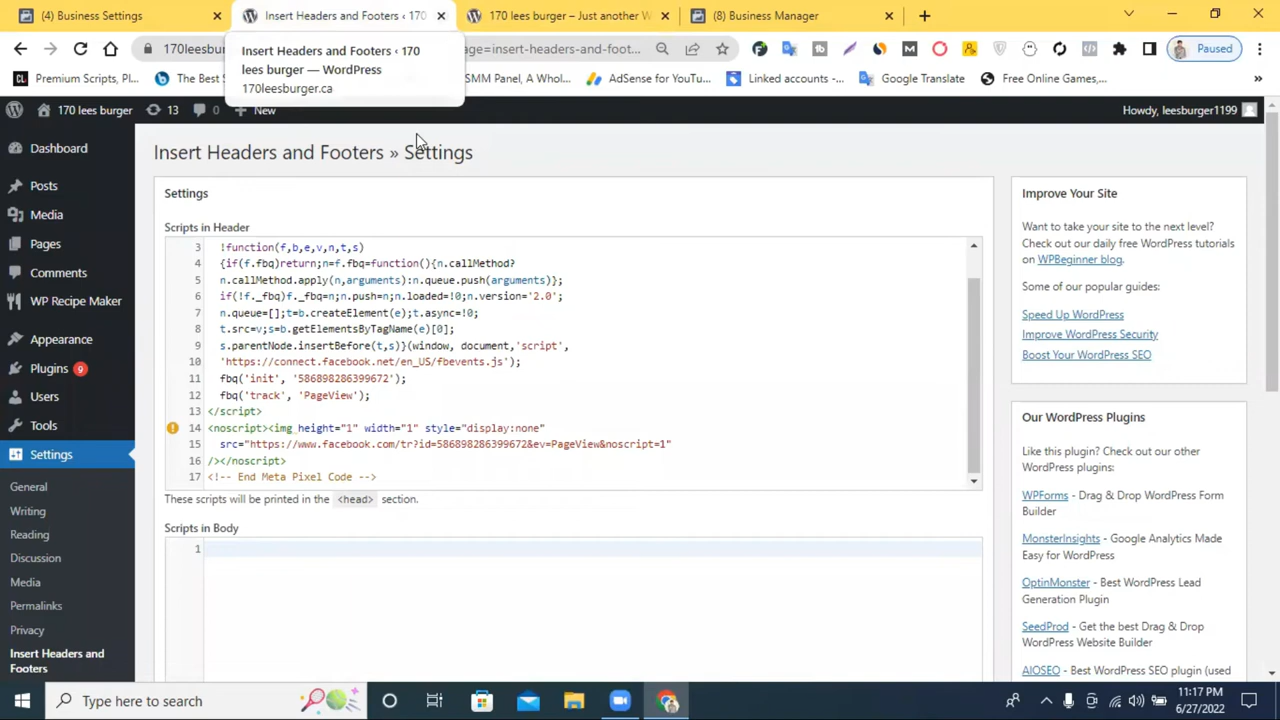 (4) Business Settings
Insert Headers and Footers ‹ 170
170 lees burger – Just another W
(8) Business Manager
170leesbu
age=insert-headers-and-foot...
Paused
Insert Headers and Footers ‹ 170
lees burger — WordPress
170leesburger.ca
Premium Scripts, Pl...
The Best S
SMM Panel, A Whol...
AdSense for YouTu...
Linked accounts -...
Google Translate
Free Online Games,...
170 lees burger
13
0
New
Howdy, leesburger1199
Dashboard
Posts
Media
Pages
Comments
WP Recipe Maker
Appearance
Plugins 9
Users
Tools
Settings
General
Writing
Reading
Discussion
Media
Permalinks
Privacy
Insert Headers and
Footers
Insert Headers and Footers » Settings
Settings
Scripts in Header
3 !function(f,b,e,v,n,t,s)
4 {if(f.fbq)return;n=f.fbq=function(){n.callMethod?
5 n.callMethod.apply(n,arguments):n.queue.push(arguments)};
6 if(!f._fbq)f._fbq=n;n.push=n;n.loaded=!0;n.version='2.0';
7 n.queue=[];t=b.createElement(e);t.async=!0;
8 t.src=v;s=b.getElementsByTagName(e)[0];
9 s.parentNode.insertBefore(t,s)}(window, document,'script',
10 'https://connect.facebook.net/en_US/fbevents.js');
11 fbq('init', '586898286399672');
12 fbq('track', 'PageView');
13 </script>
14 <noscript><img height="1" width="1" style="display:none"
15 src="https://www.facebook.com/tr?id=586898286399672&ev=PageView&noscript=1"
16 /></noscript>
17 <!-- End Meta Pixel Code -->
These scripts will be printed in the <head> section.
Scripts in Body
1
Improve Your Site
Want to take your site to the next level?
Check out our daily free WordPress tutorials
on WPBeginner blog.
Some of our popular guides:
Speed Up WordPress
Improve WordPress Security
Boost Your WordPress SEO
Our WordPress Plugins
Like this plugin? Check out our other
WordPress plugins:
WPForms - Drag & Drop WordPress Form
Builder
MonsterInsights - Google Analytics Made
Easy for WordPress
OptinMonster - Best WordPress Lead
Generation Plugin
SeedProd - Get the best Drag & Drop
WordPress Website Builder
AIOSEO - Best WordPress SEO plugin (used
Type here to search
11:17 PM
6/27/2022